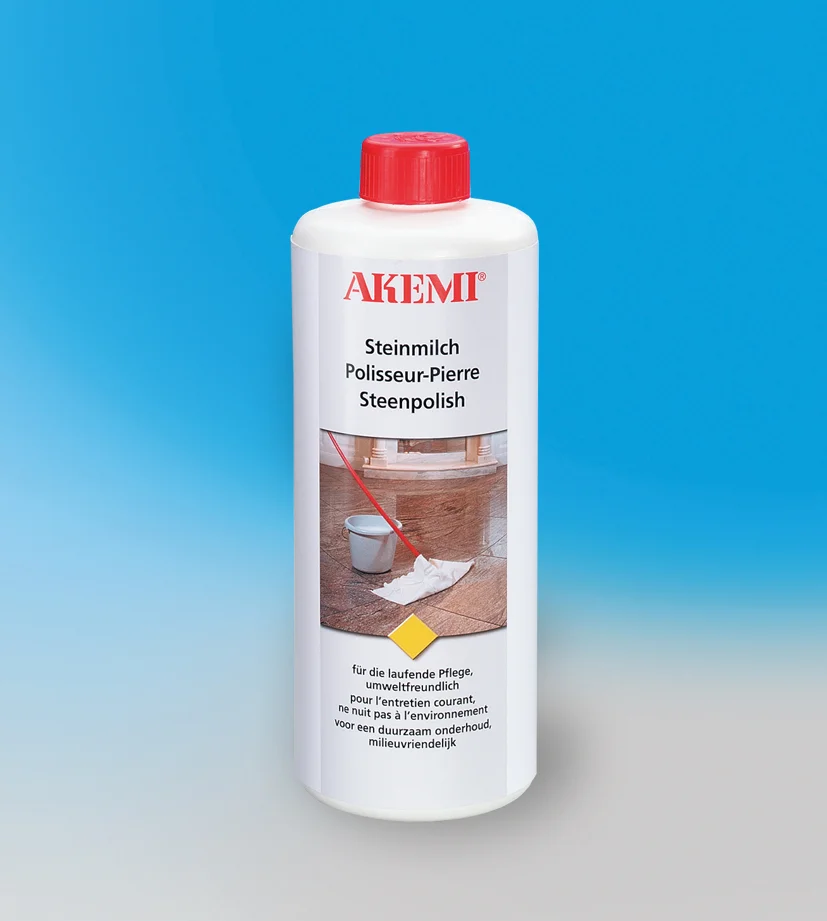 AKEMI®
Steinmilch
Polisseur-Pierre
Steenpolish
für die laufende Pflege,
umweltfreundlich
pour l'entretien courant,
ne nuit pas à l'environnement
voor een duurzaam onderhoud,
milieuvriendelijk